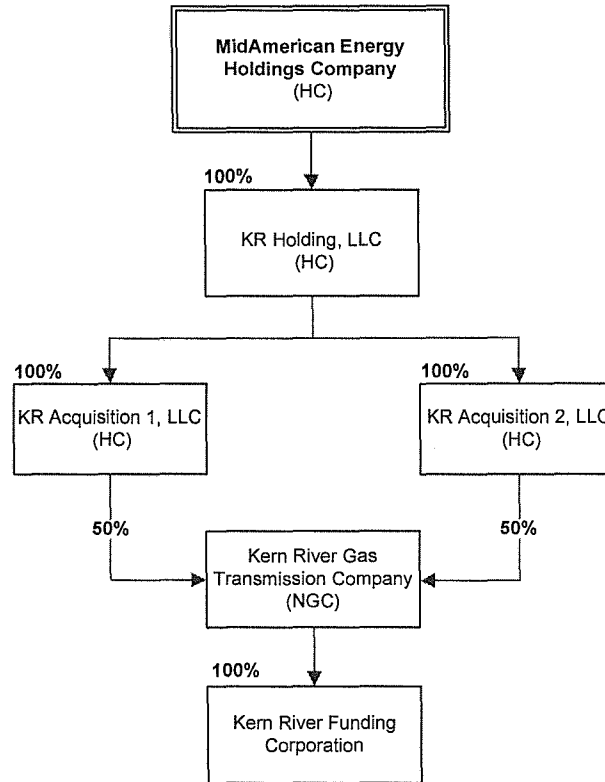 MidAmerican Energy
Holdings Company
(HC)
100%
KR Holding, LLC
(HC)
100%
KR Acquisition 1, LLC
(HC)
100%
KR Acquisition 2, LLC
(HC)
50%
50%
Kern River Gas
Transmission Company
(NGC)
100%
Kern River Funding
Corporation